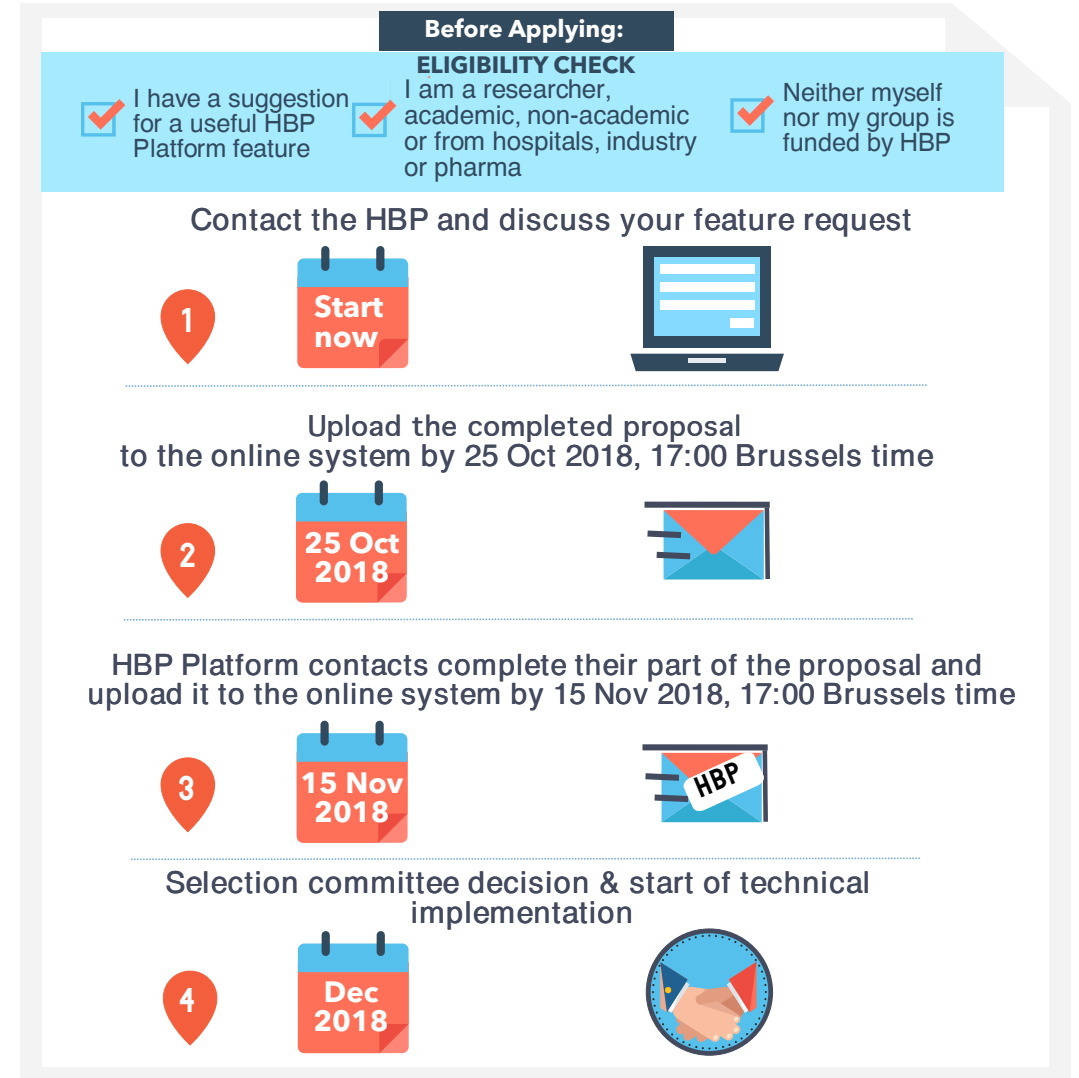 Before Applying:
ELIGIBILITY CHECK
I have a suggestion
for a useful HBP
Platform feature
I am a researcher,
academic, non-academic
or from hospitals, industry
or pharma
Neither myself
nor my group is
funded by HBP
Contact the HBP and discuss your feature request
1
Start
now
Upload the completed proposal
to the online system by 25 Oct 2018, 17:00 Brussels time
2
25 Oct
2018
HBP Platform contacts complete their part of the proposal and
upload it to the online system by 15 Nov 2018, 17:00 Brussels time
3
15 Nov
2018
HBP
Selection committee decision & start of technical
implementation
4
Dec
2018